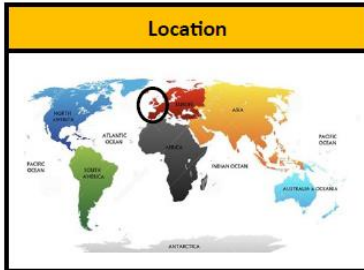 Location
NORTH
AMERICA
EUROPE
ASIA
ATLANTIC
OCEAN
PACIFIC
OCEAN
AFRICA
PACIFIC
OCEAN
INDIAN OCEAN
SOUTH
AMERICA
AUSTRALIA & OCEANIA
ANTARCTICA